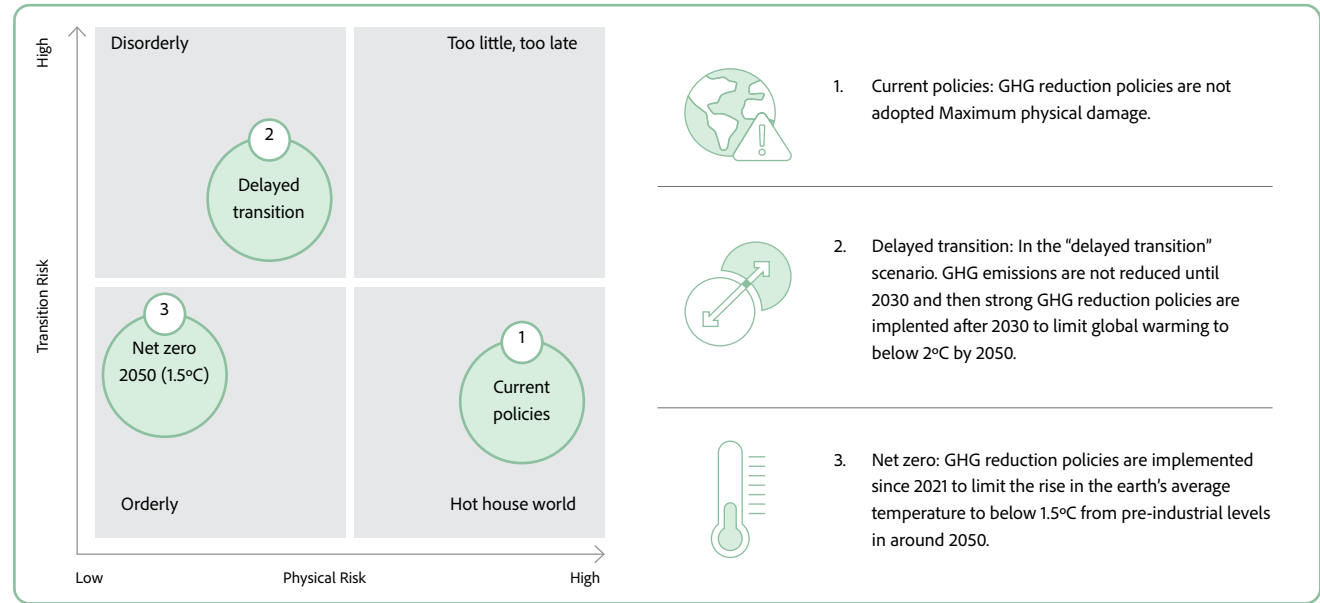 High
Transition Risk
Disorderly
Too little, too late
2
Delayed
transition
3
Net zero
2050 (1.5ºC)
1
Current
policies
Orderly
Hot house world
Low
Physical Risk
High
1. Current policies: GHG reduction policies are not
adopted Maximum physical damage.
2. Delayed transition: In the “delayed transition”
scenario. GHG emissions are not reduced until
2030 and then strong GHG reduction policies are
implented after 2030 to limit global warming to
below 2ºC by 2050.
3. Net zero: GHG reduction policies are implemented
since 2021 to limit the rise in the earth’s average
temperature to below 1.5ºC from pre-industrial levels
in around 2050.